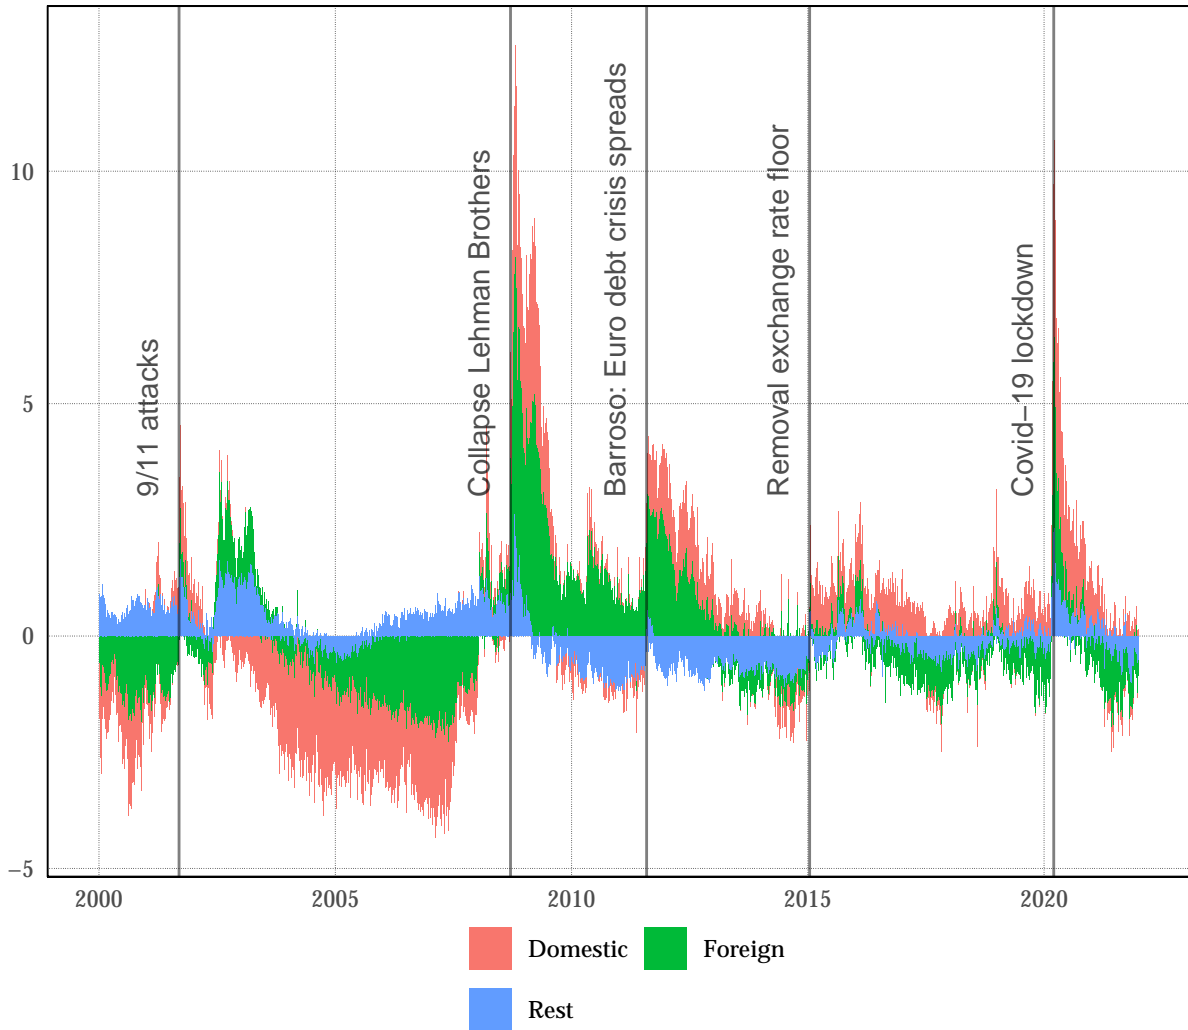 10
5
0
−5
9/11 attacks
Collapse Lehman Brothers
Barroso: Euro debt crisis spreads
Removal exchange rate floor
Covid−19 lockdown
2000
2005
2010
2015
2020
Domestic
Foreign
Rest